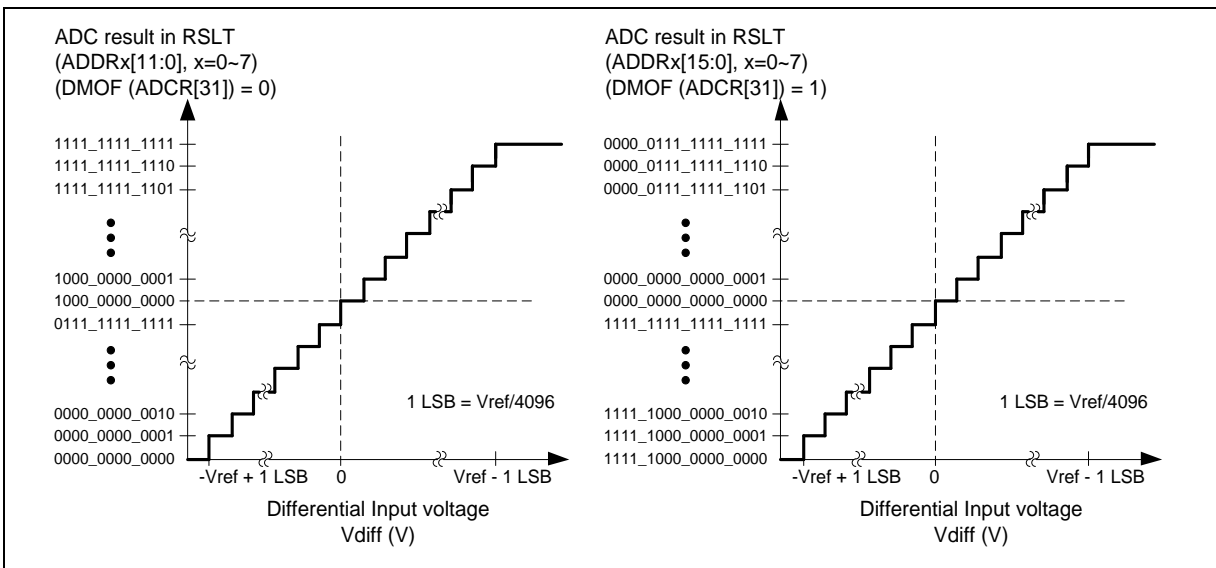 ADC result in RSLT
(ADDRx[11:0], x=0~7)
(DMOF (ADCR[31]) = 0)
1111_1111_1111
1111_1111_1110
1111_1111_1101
1000_0000_0001
1000_0000_0000
0111_1111_1111
0000_0000_0010
0000_0000_0001
0000_0000_0000
1 LSB = Vref/4096
-Vref + 1 LSB
0
Vref - 1 LSB
Differential Input voltage
Vdiff (V)
ADC result in RSLT
(ADDRx[15:0], x=0~7)
(DMOF (ADCR[31]) = 1)
0000_0111_1111_1111
0000_0111_1111_1110
0000_0111_1111_1101
0000_0000_0000_0001
0000_0000_0000_0000
1111_1111_1111_1111
1111_1000_0000_0010
1111_1000_0000_0001
1111_1000_0000_0000
1 LSB = Vref/4096
-Vref + 1 LSB
0
Vref - 1 LSB
Differential Input voltage
Vdiff (V)